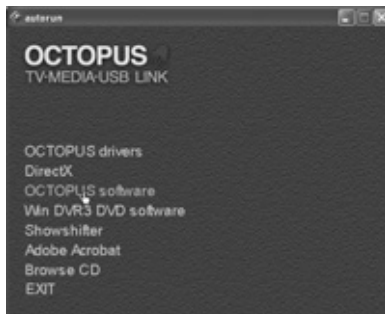 autorun
OCTOPUS
TV-MEDIA-USB LINK
OCTOPUS drivers
DirectX
OCTOPUS software
Win DVR3 DVD software
Showshifter
Adobe Acrobat
Browse CD
EXIT